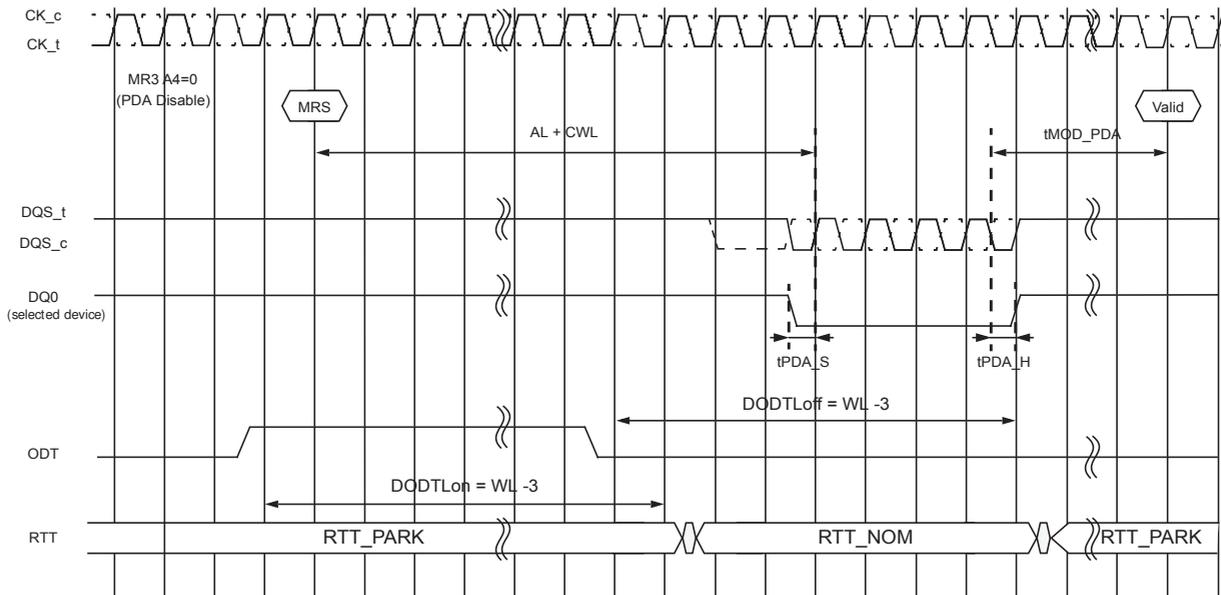 CK_c
CK_t
MR3 A4=0
(PDA Disable)
MRS
Valid
AL + CWL
tMOD_PDA
DQS_t
DQS_c
DQ0
(selected device)
tPDA_S
tPDA_H
DODTLoff = WL -3
ODT
DODTLon = WL -3
RTT
RTT_PARK
RTT_NOM
RTT_PARK